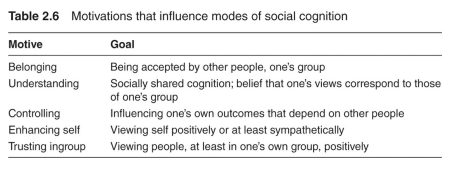 Table 2.6 Motivations that influence modes of social cognition
Motive Goal
Belonging Being accepted by other people, one's group
Understanding Socially shared cognition; belief that one's views correspond to those
of one's group
Controlling Influencing one's own outcomes that depend on other people
Enhancing self Viewing self positively or at least sympathetically
Trusting ingroup Viewing people, at least in one's own group, positively